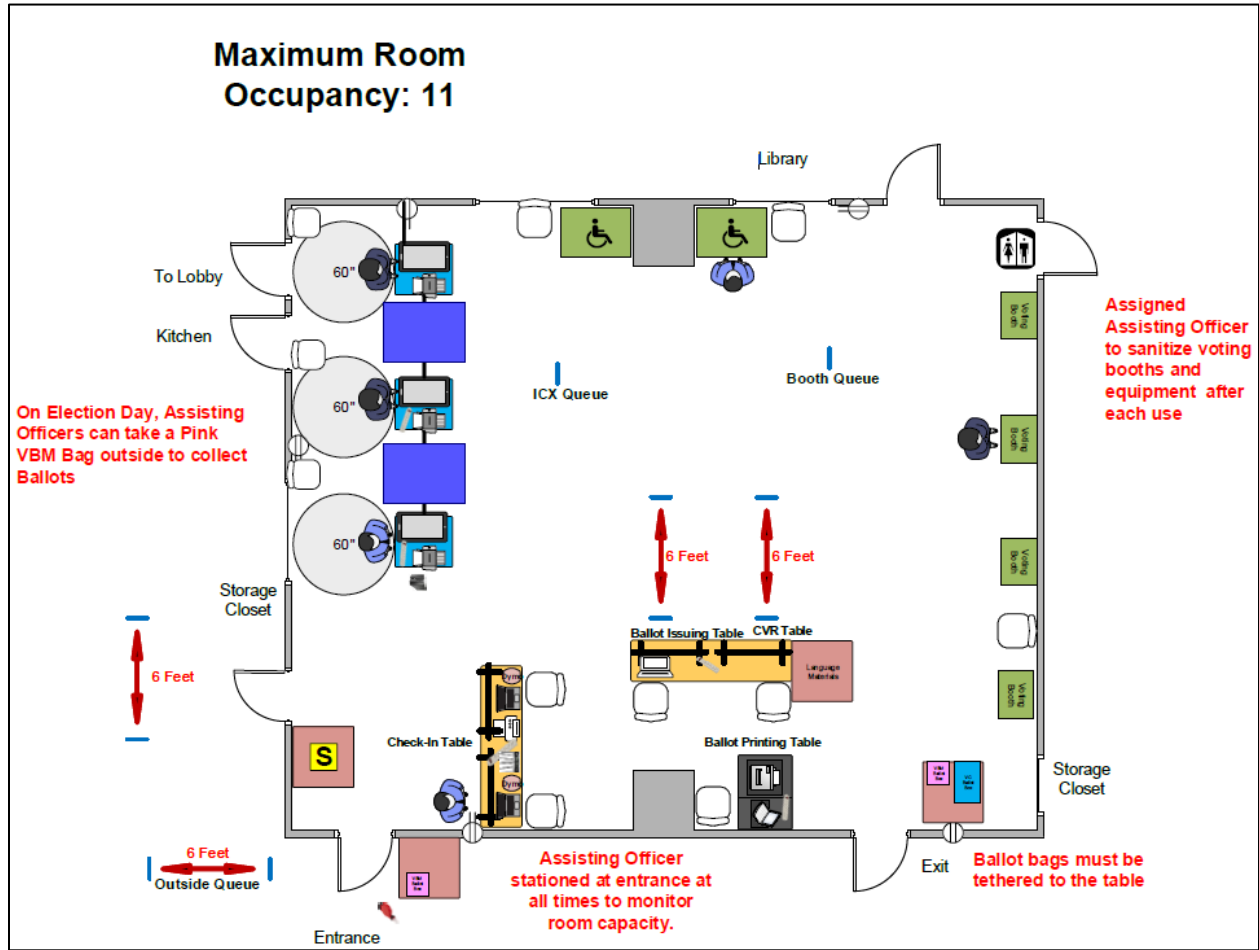 Maximum Room
Occupancy: 11
Library
To Lobby
60"
Kitchen
Assigned
Assisting Officer
to sanitize voting
booths and
equipment after
each use
Voting
Booth
ICX Queue
Booth Queue
60"
On Election Day, Assisting
Officers can take a Pink
VBM Bag outside to collect
Ballots
Voting
Booth
60"
6 Feet
6 Feet
Voting
Booth
Storage
Closet
Ballot Issuing Table
CVR Table
Language
Materials
6 Feet
Dymo
Voting
Booth
Check-In Table
S
Ballot Printing Table
Dymo
Storage
Closet
6 Feet
Outside Queue
Assisting Officer
stationed at entrance at
all times to monitor
room capacity.
Exit
Ballot bags must be
tethered to the table
Entrance